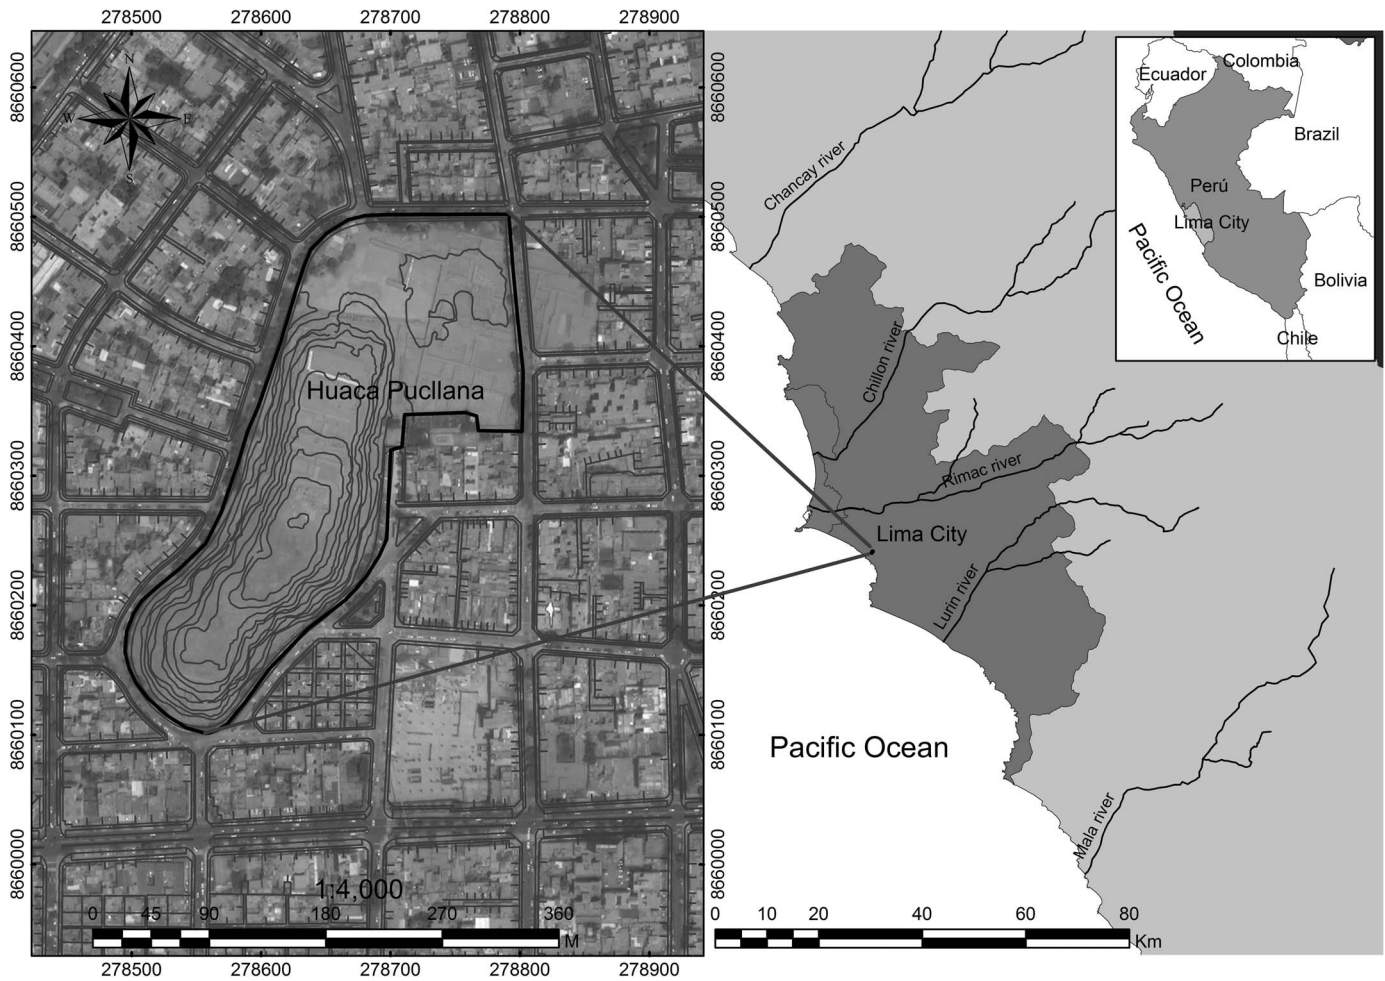 278500 278600 278700 278800 278900
8660600
8660500
8660400
8660300
8660200
8660100
8660000
N
W E
S
Huaca Pucllana
1:4,000
0 45 90 180 270 360
M
278500 278600 278700 278800 278900
8660600
8660500
8660400
8660300
8660200
8660100
8660000
Chancay river
Chillon river
Rimac river
Lima City
Lurin river
Pacific Ocean
Mala river
0 10 20 40 60 80
Km
Ecuador
Colombia
Brazil
Perú
Lima City
Pacific Ocean
Bolivia
Chile